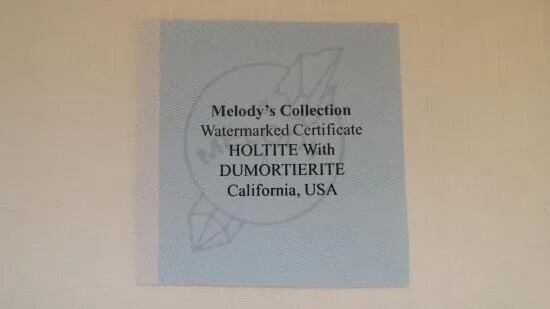 Melody's Collection
Watermarked Certificate
HOLTITE With
DUMORTIERITE
California, USA